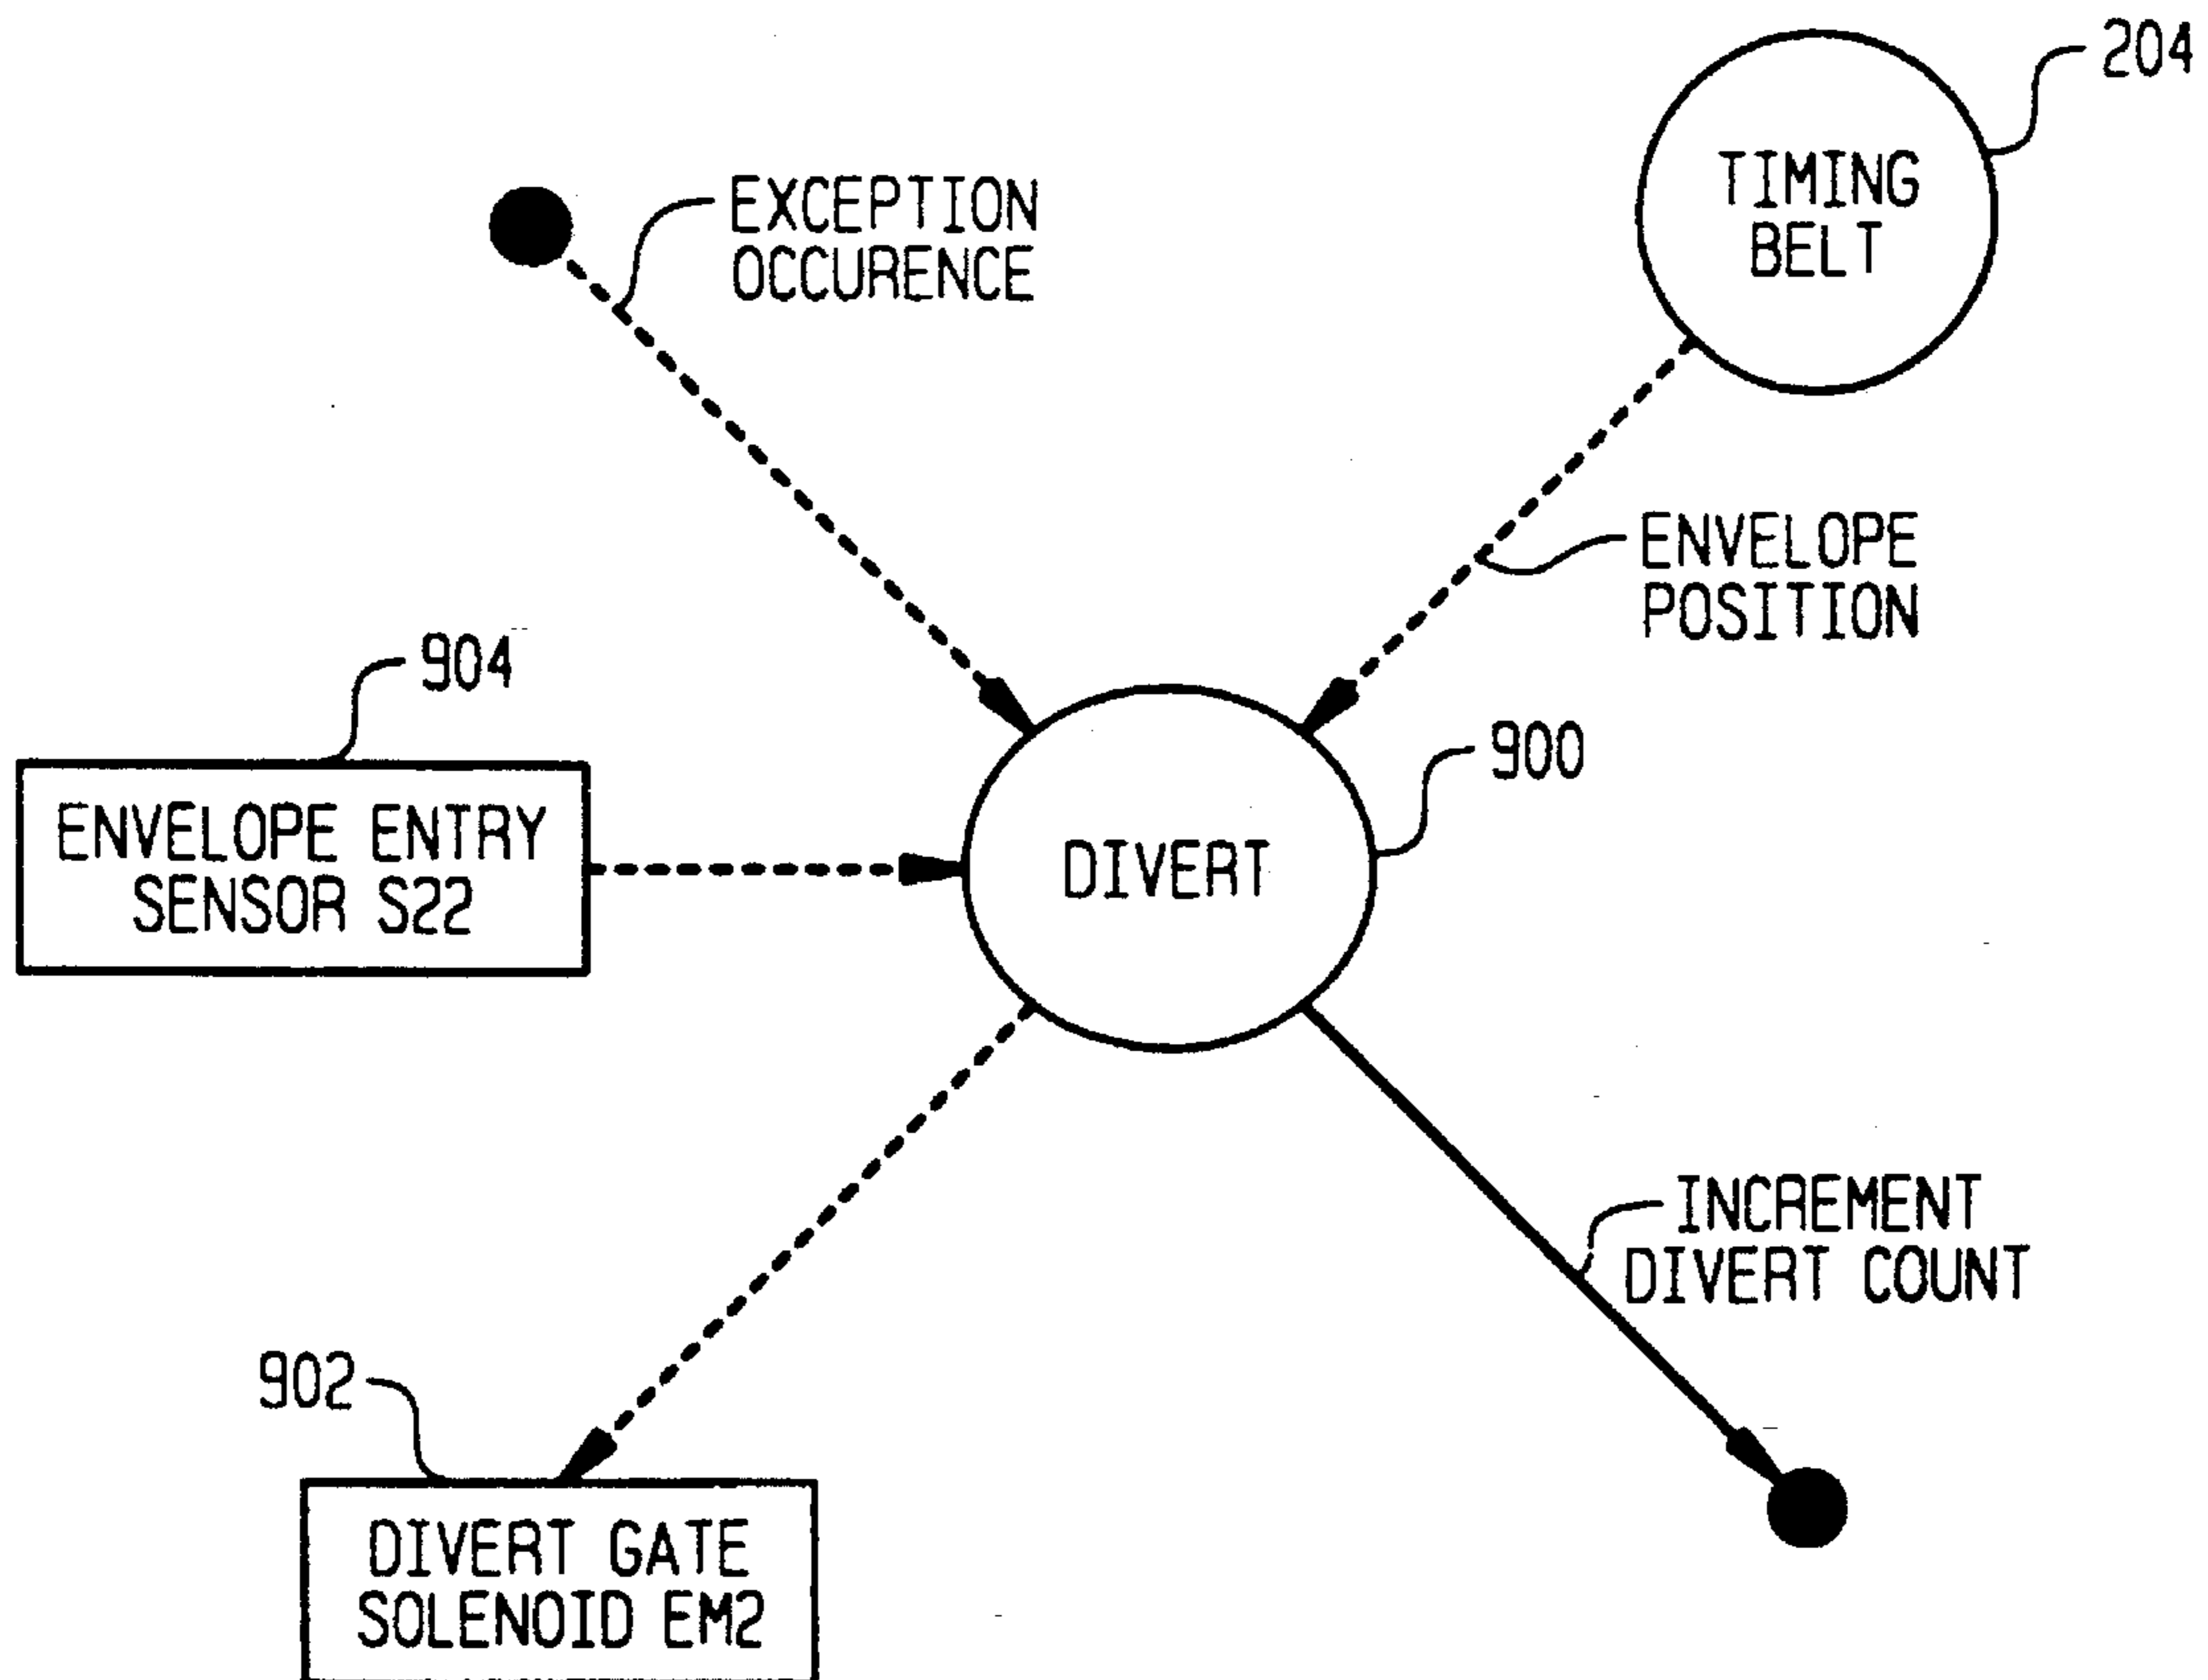 204
TIMING
BELT
EXCEPTION
OCCURENCE
ENVELOPE
POSITION
904
900
ENVELOPE ENTRY
SENSOR S22
DIVERT
INCREMENT
DIVERT COUNT
902
DIVERT GATE
SOLENOID EM2